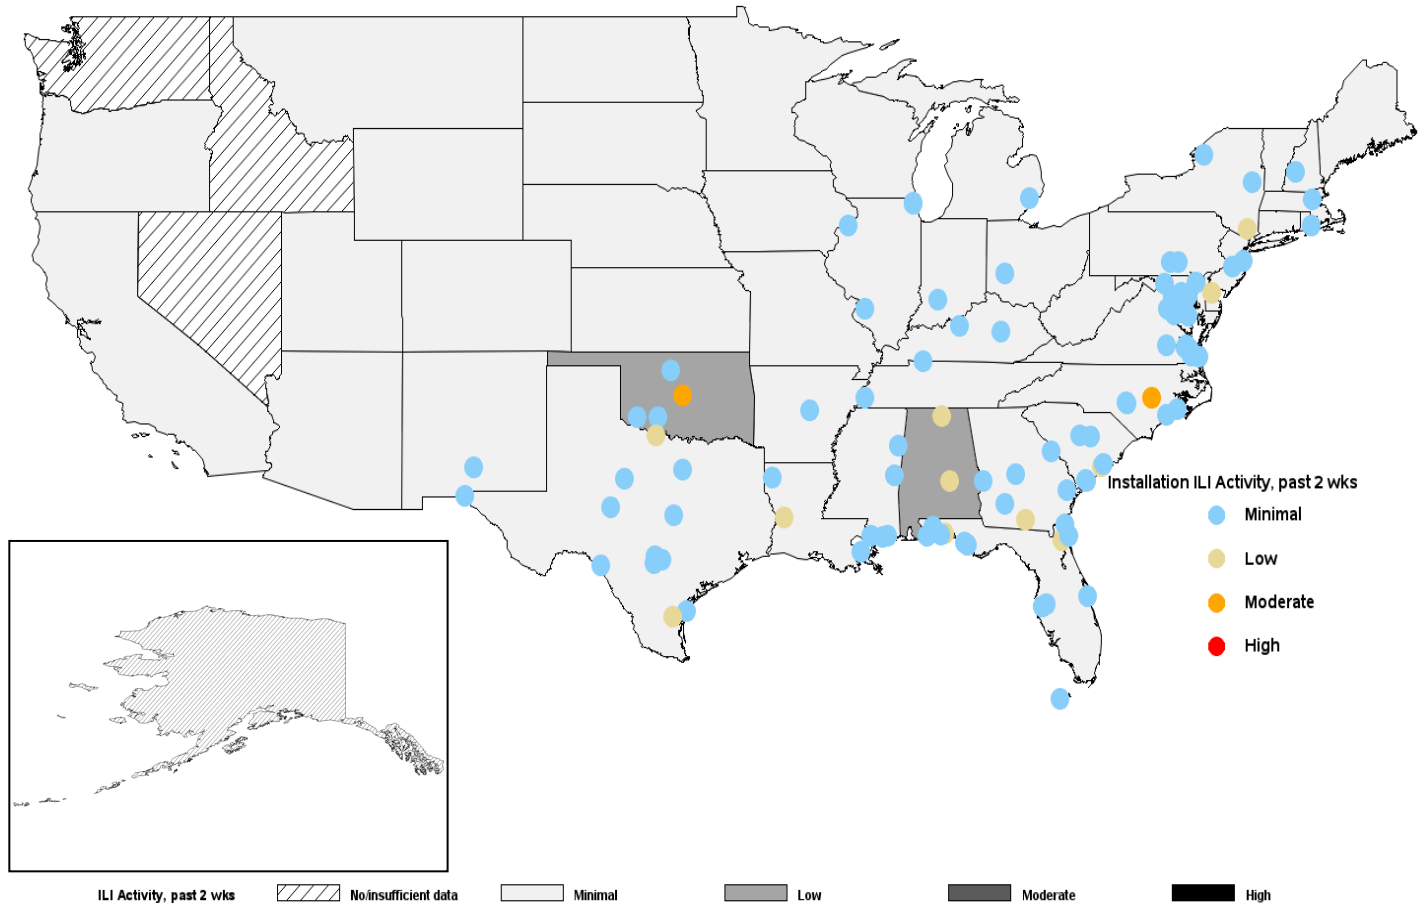 Installation ILI Activity, past 2 wks
Minimal
Low
Moderate
High
ILI Activity, past 2 wks No/insufficient data Minimal Low Moderate High